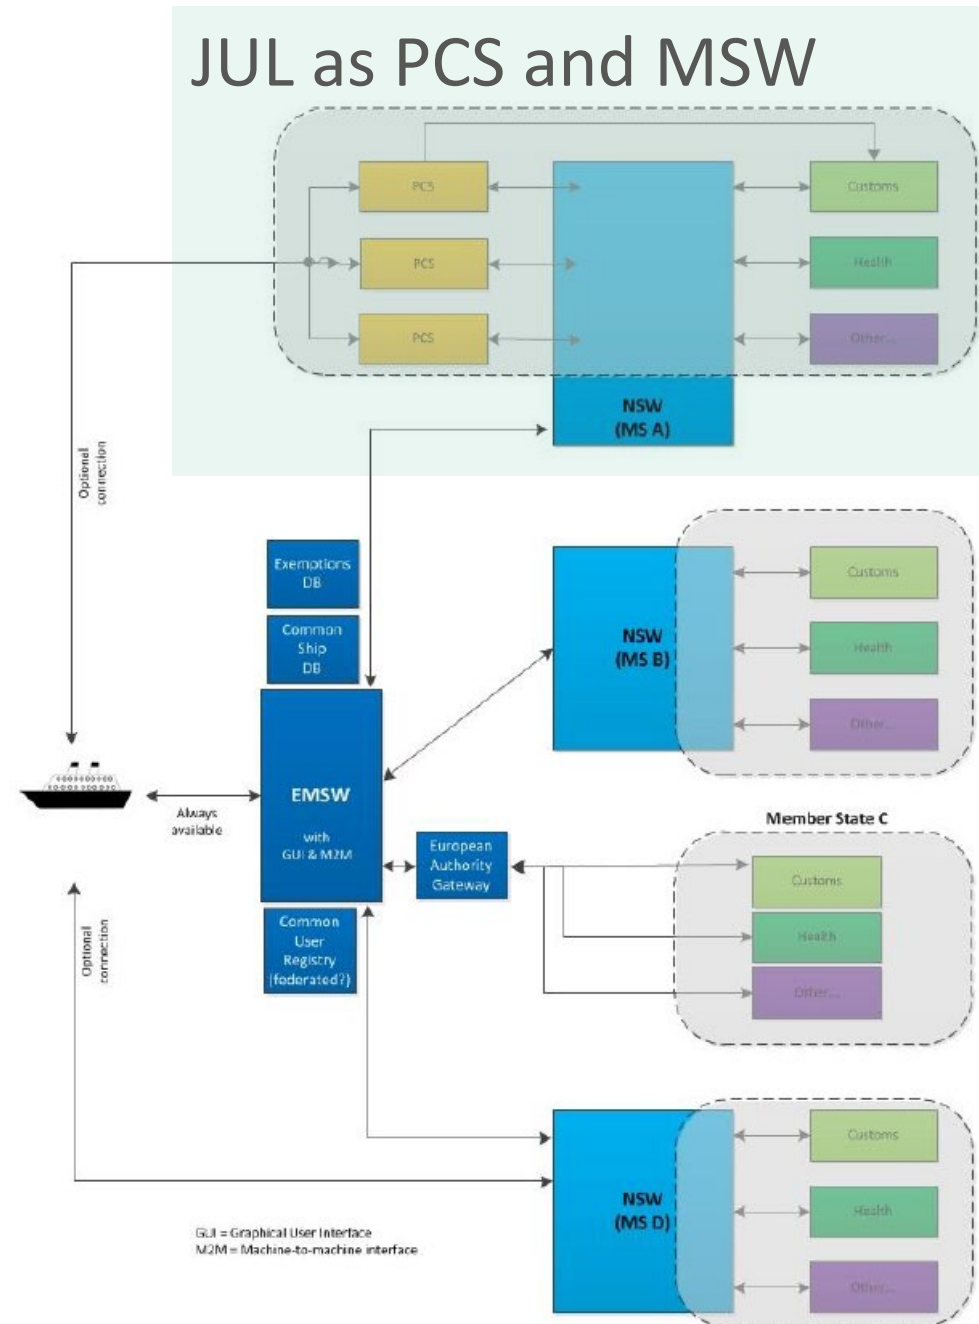 JUL as PCS and MSW
PCS
Customs
PCS
Health
PCS
Other...
NSW
(MS A)
Optional
connection
Exemptions
DB
Common
Ship
DB
NSW
(MS B)
Customs
Health
Other...
EMSW
with
GUI & M2M
Always
available
European
Authority
Gateway
Member State C
Customs
Health
Other...
Common
User
Registry
(federated?)
Optional
connection
NSW
(MS D)
Customs
Health
Other...
GUI = Graphical User Interface
M2M = Machine-to-machine interface